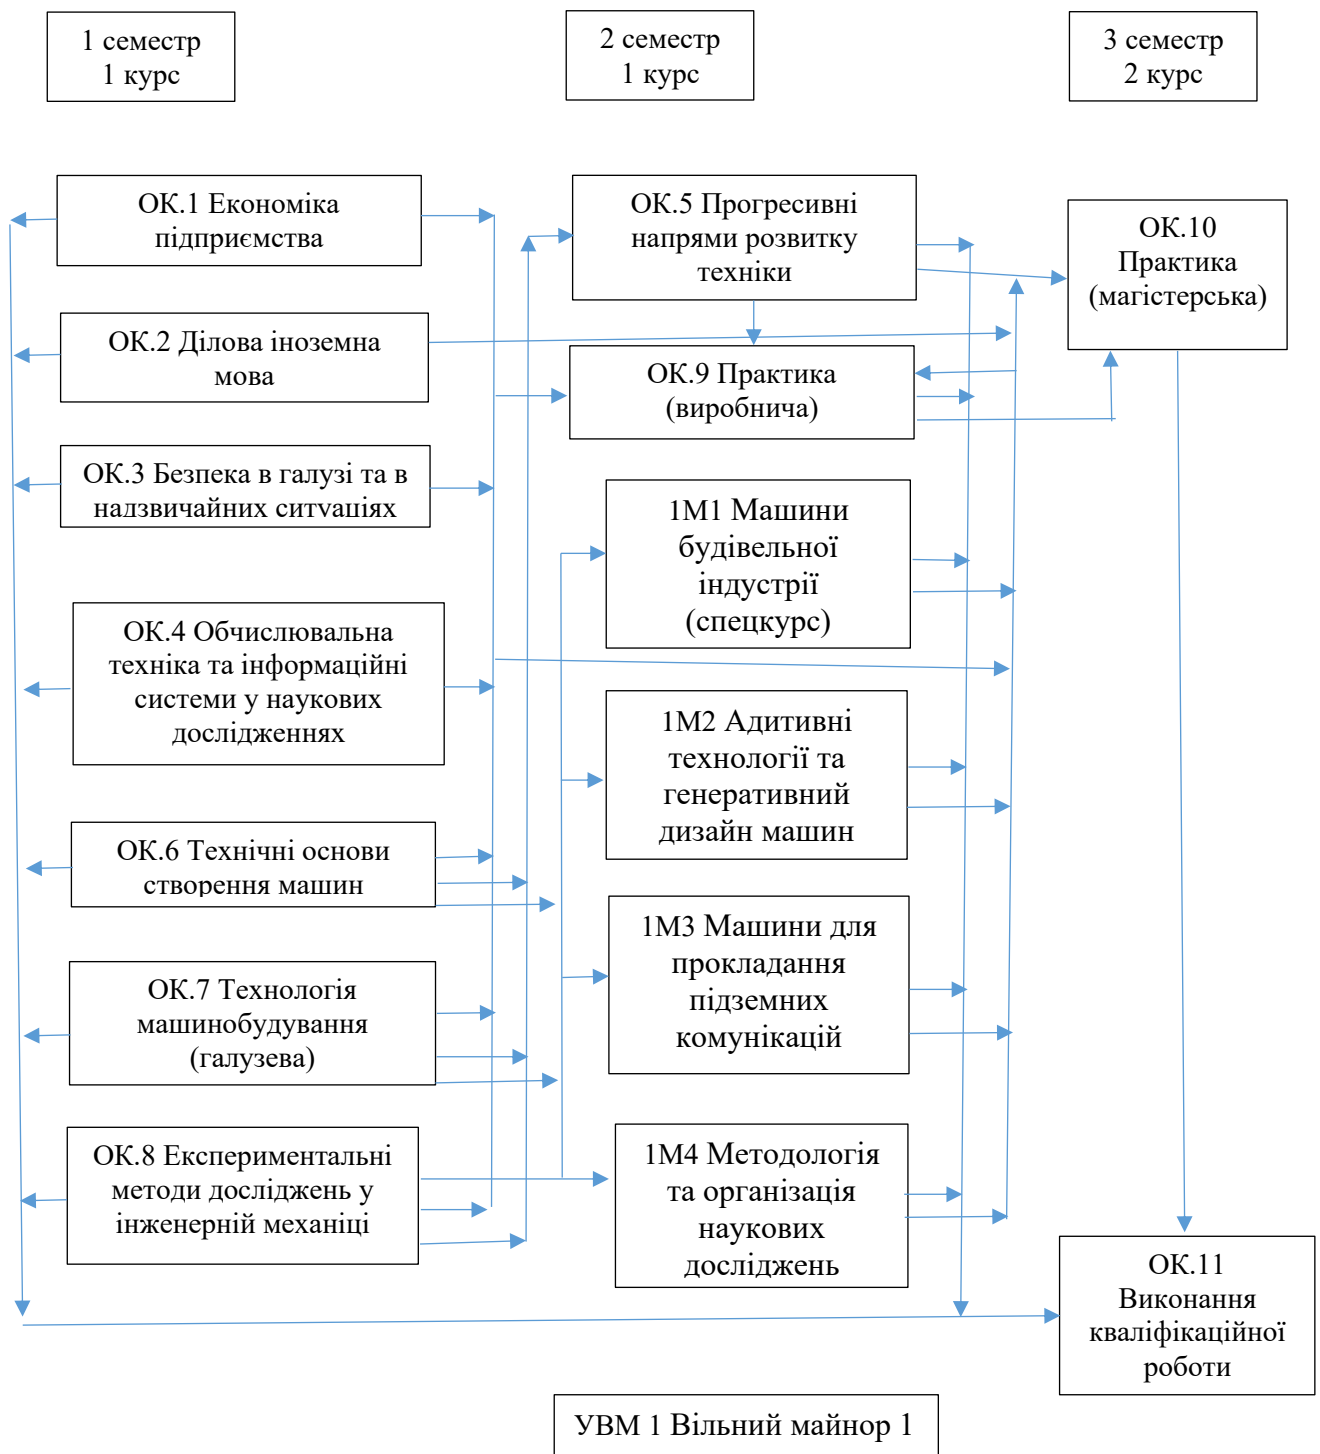 1 семестр
1 курс
2 семестр
1 курс
3 семестр
2 курс
ОК.1 Економіка
підприємства
ОК.2 Ділова іноземна
мова
ОК.3 Безпека в галузі та в
надзвичайних ситуаціях
ОК.4 Обчислювальна
техніка та інформаційні
системи у наукових
дослідженнях
ОК.6 Технічні основи
створення машин
ОК.7 Технологія
машинобудування
(галузева)
ОК.8 Експериментальні
методи досліджень у
інженерній механіці
ОК.5 Прогресивні
напрями розвитку
техніки
ОК.9 Практика
(виробнича)
1М1 Машини
будівельної
індустрії
(спецкурс)
1М2 Адитивні
технології та
генеративний
дизайн машин
1М3 Машини для
прокладання
підземних
комунікацій
1М4 Методологія
та організація
наукових
досліджень
УВМ 1 Вільний майнор 1
ОК.10
Практика
(магістерська)
ОК.11
Виконання
кваліфікаційної
роботи